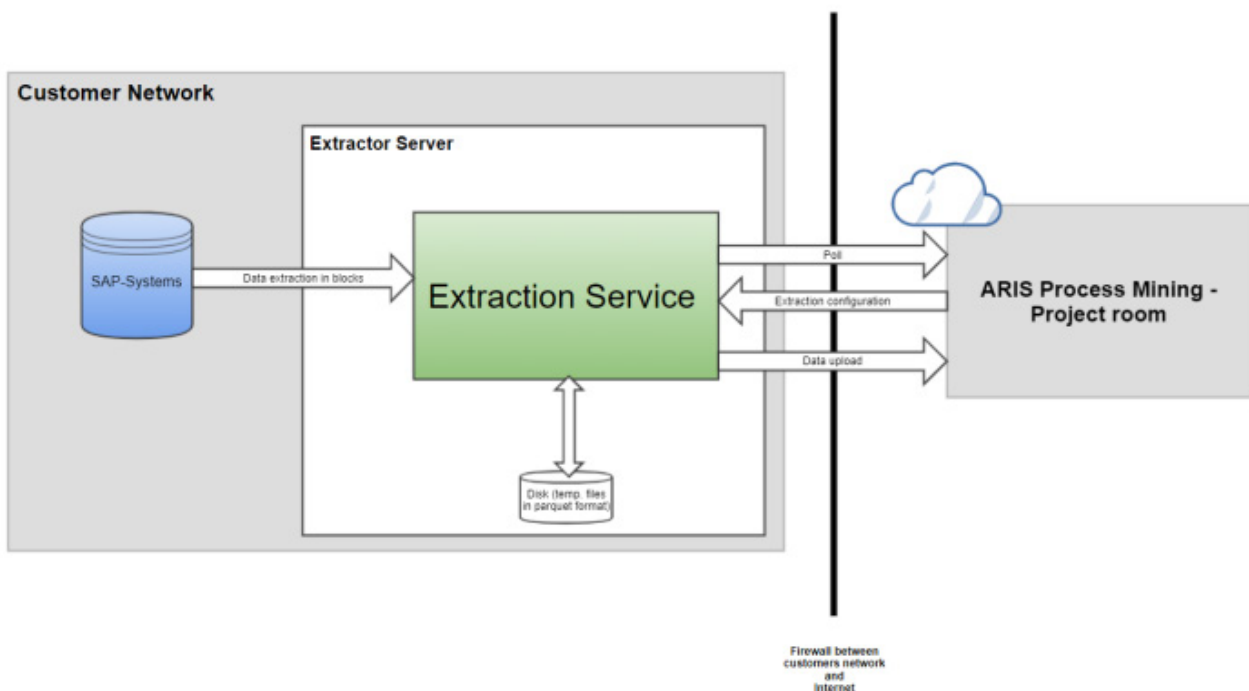 Customer Network
Extractor Server
SAP-Systems
Data extraction in blocks
Extraction Service
Poll
Extraction configuration
Data upload
ARIS Process Mining -
Project room
Disk (temp. files
in parquet format)
Firewall between
customers network
and
Internet